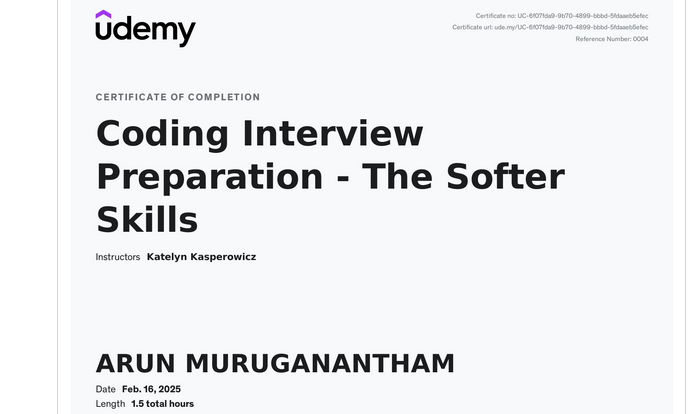 udemy
Certificate no: UC-6f07fda9-9b70-4899-bbbd-5fdaaeb5efec
Certificate url: ude.my/UC-6f07fda9-9b70-4899-bbbd-5fdaaeb5efec
Reference Number: 0004
CERTIFICATE OF COMPLETION
Coding Interview
Preparation - The Softer
Skills
Instructors Katelyn Kasperowicz
ARUN MURUGANANTHAM
Date Feb. 16, 2025
Length 1.5 total hours